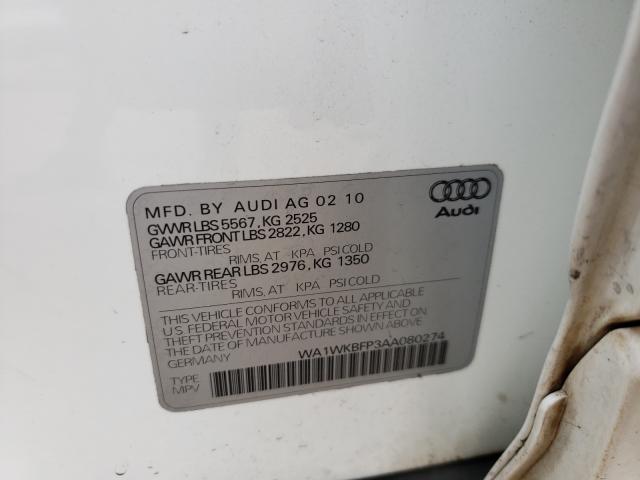 MFD. BY AUDI AG 02 10
GVWR LBS 5567, KG 2525
GAWR FRONT LBS 2822, KG 1280
FRONT-TIRES
RIMS, AT KPA PSI COLD
GAWR REAR LBS 2976, KG 1350
REAR-TIRES
RIMS, AT KPA PSI COLD
THIS VEHICLE CONFORMS TO ALL APPLICABLE
U.S. FEDERAL MOTOR VEHICLE SAFETY AND
THEFT PREVENTION STANDARDS IN EFFECT ON
THE DATE OF MANUFACTURE SHOWN ABOVE
GERMANY WA1WKBFP3AA080274
TYPE
MPV
Audi